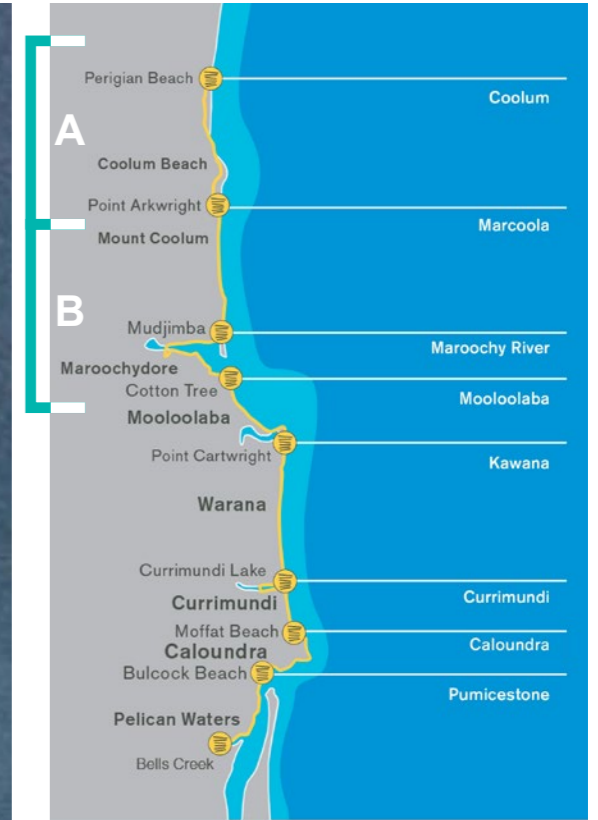 Perigian Beach
Coolum
A
Coolum Beach
Point Arkwright
Marcoola
Mount Coolum
B
Mudjimba
Maroochy River
Maroochydore
Cotton Tree
Mooloolaba
Mooloolaba
Point Cartwright
Kawana
Warana
Currimundi Lake
Currimundi
Currimundi
Moffat Beach
Caloundra
Caloundra
Bulcock Beach
Pumicestone
Pelican Waters
Bells Creek